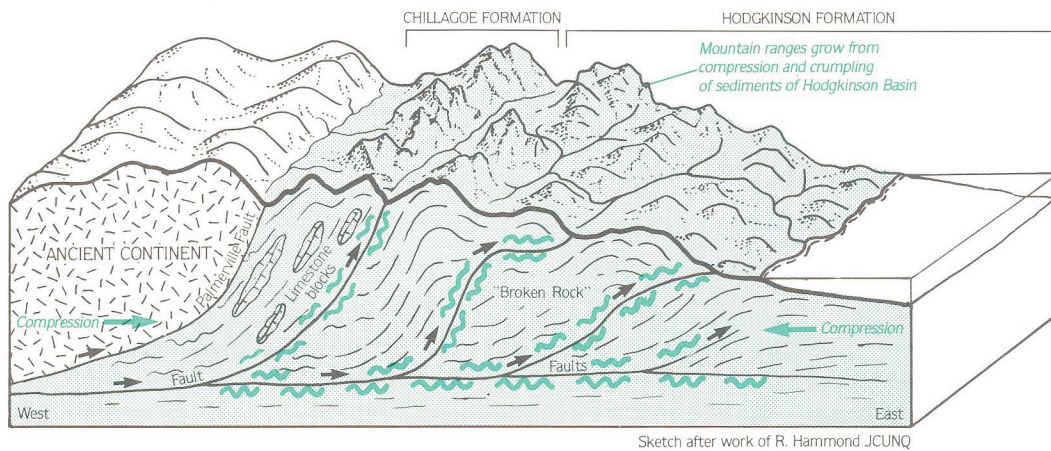 CHILLAGOE FORMATION
HODGKINSON FORMATION
Mountain ranges grow from
compression and crumpling
of sediments of Hodgkinson Basin
ANCIENT CONTINENT
Palmerville Fault
Limestone
blocks
"Broken Rock"
Compression
Compression
Fault
Faults
West
East
Sketch after work of R. Hammond JCUNQ